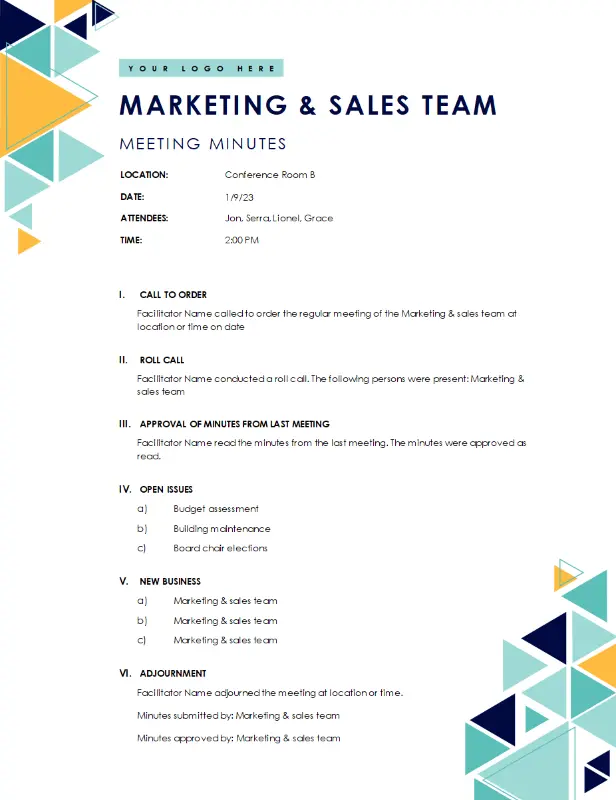 YOUR LOGO HERE
MARKETING & SALES TEAM
MEETING MINUTES
LOCATION: Conference Room B
DATE: 1/9/23
ATTENDEES: Jon, Serra, Lionel, Grace
TIME: 2:00 PM
I. CALL TO ORDER
Facilitator Name called to order the regular meeting of the Marketing & sales team at
location or time on date
II. ROLL CALL
Facilitator Name conducted a roll call. The following persons were present: Marketing &
sales team
III. APPROVAL OF MINUTES FROM LAST MEETING
Facilitator Name read the minutes from the last meeting. The minutes were approved as
read.
IV. OPEN ISSUES
a) Budget assessment
b) Building maintenance
c) Board chair elections
V. NEW BUSINESS
a) Marketing & sales team
b) Marketing & sales team
c) Marketing & sales team
VI. ADJOURNMENT
Facilitator Name adjourned the meeting at location or time.
Minutes submitted by: Marketing & sales team
Minutes approved by: Marketing & sales team